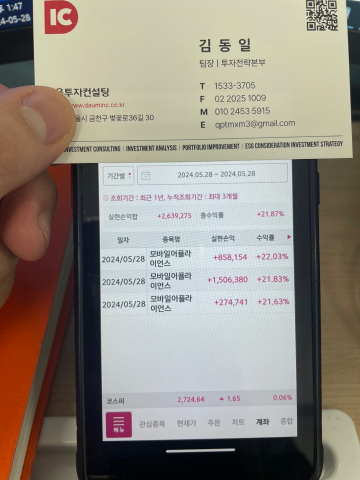 1:47
IC
김 동 일
팀장 | 투자전략본부
투자컨설팅
www.dauminc.co.kr
금천구 벚꽃로36길 30
T 1533-3705
F 02 2025 1009
M 010 2453 5915
E qptmxm3@gmail.com
INVESTMENT CONSULTING | INVESTMENT ANALYSIS | PORTFOLIO IMPROVEMENT | ESG CONSIDERATION INVESTMENT STRATEGY
기간별
2024.05.28 ~ 2024.05.28
조회기간 : 최근 1년, 누적조회기간 : 최대 3개월
실현손익합 +2,639,275 총수익률 +21.87%
일자 종목명 실현손익 수익률
2024/05/28 모바일어플라이언스 +858,154 +22.03%
2024/05/28 모바일어플라이언스 +1,506,380 +21.83%
2024/05/28 모바일어플라이언스 +274,741 +21.63%
코스피 2,724.64 ▲ 1.65 0.06%
메뉴 관심종목 현재가 주문 차트 계좌 종합